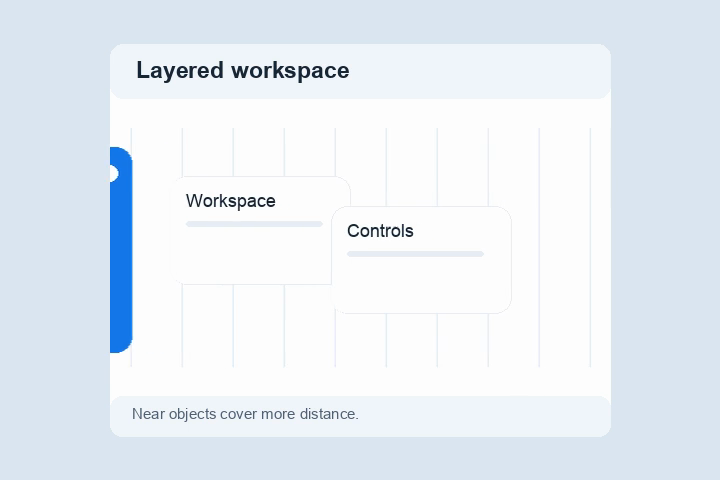 Layered workspace
Workspace
Controls
Near objects cover more distance.